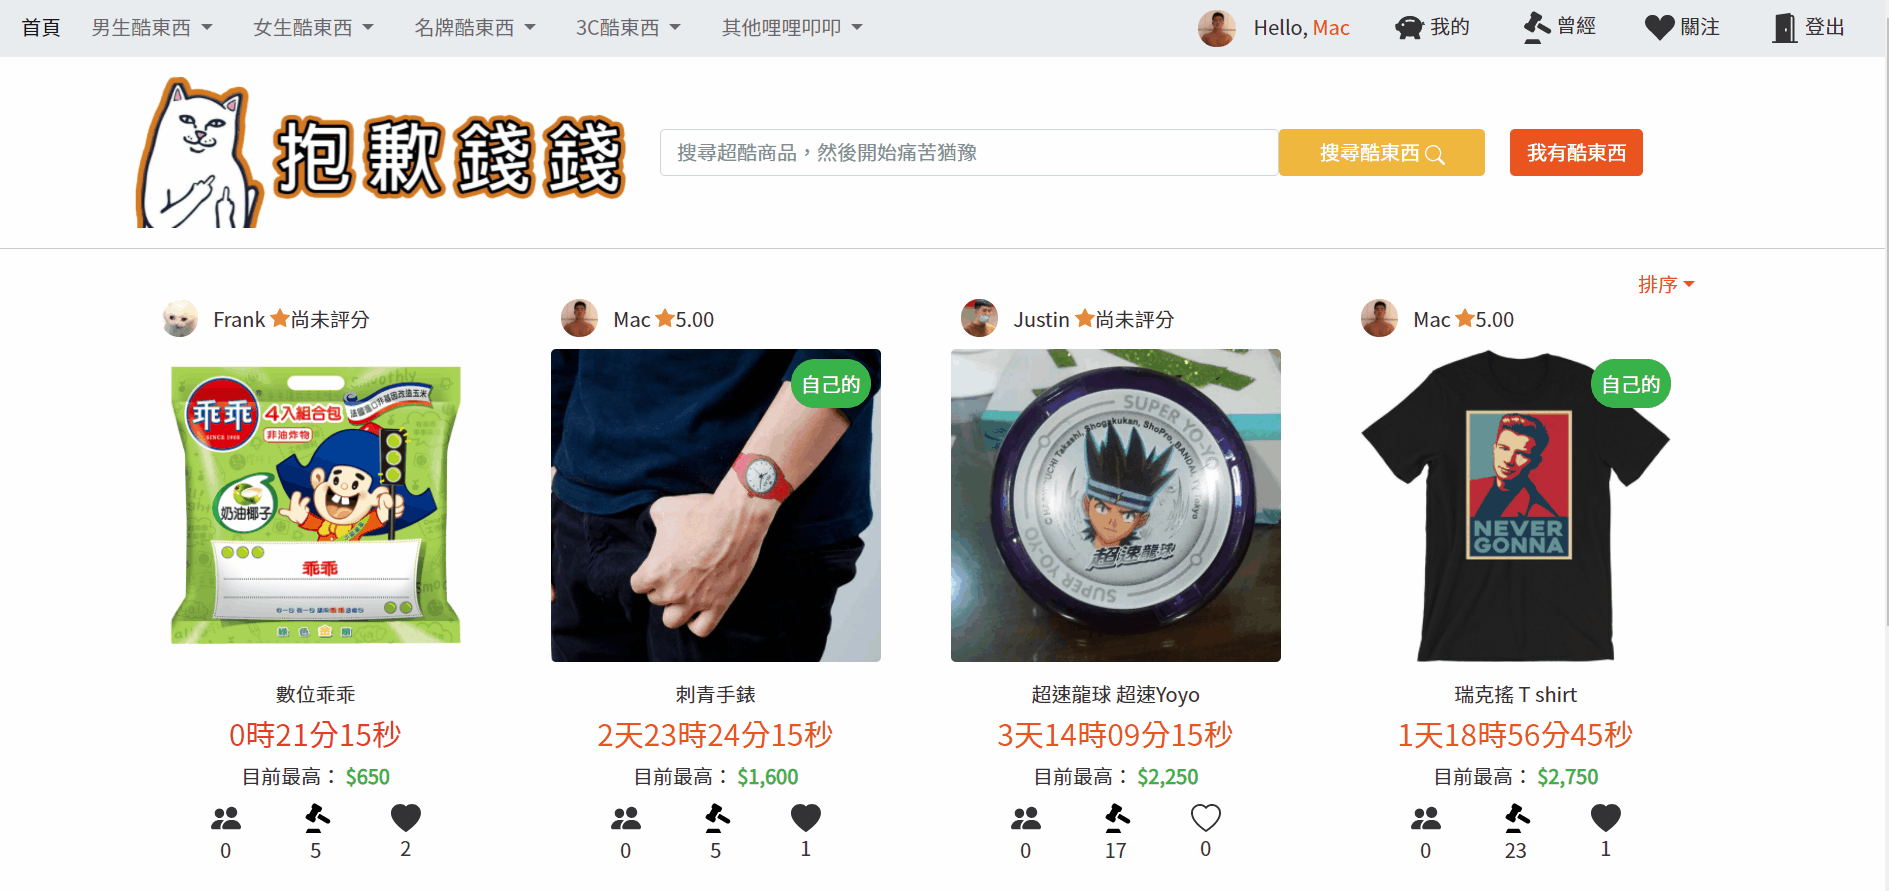 首頁 男生酷東西 女生酷東西 名牌酷東西 3C酷東西 其他哩哩叩叩 Hello, Mac 我的 曾經 關注 登出
抱歉錢錢
搜尋超酷商品，然後開始痛苦猶豫
搜尋酷東西
我有酷東西
排序
Frank 尚未評分
Mac 5.00
Justin 尚未評分
Mac 5.00
乖乖
SINCE 1968
4入組合包
非油炸物
奶油椰子
乖乖
自己的
SUPER YO-YO
超速龍球
SUPER YO-YO
自己的
NEVER
GONNA
數位乖乖
0時21分15秒
目前最高： $650
0 5 2
刺青手錶
2天23時24分15秒
目前最高： $1,600
0 5 1
超速龍球 超速Yoyo
3天14時09分15秒
目前最高： $2,250
0 17 0
瑞克搖 T shirt
1天18時56分45秒
目前最高： $2,750
0 23 1